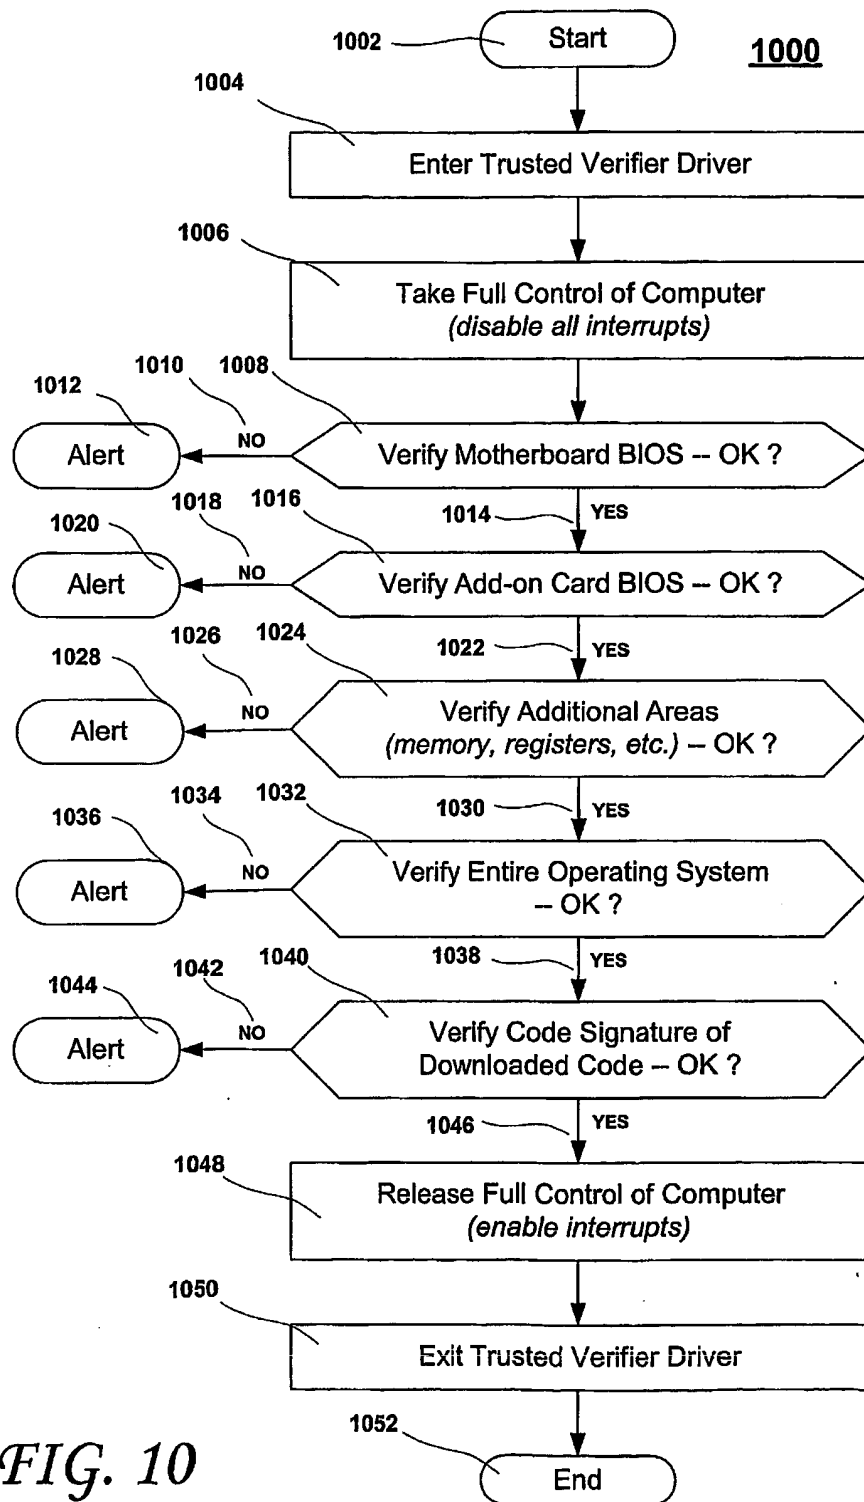 1002
Start
1000
1004
Enter Trusted Verifier Driver
1006
Take Full Control of Computer
(disable all interrupts)
1008
1010
1012
Alert
NO
Verify Motherboard BIOS -- OK ?
1014
YES
1016
1018
1020
Alert
NO
Verify Add-on Card BIOS -- OK ?
1022
YES
1024
1026
1028
Alert
NO
Verify Additional Areas
(memory, registers, etc.) -- OK ?
1030
YES
1032
1034
1036
Alert
NO
Verify Entire Operating System
-- OK ?
1038
YES
1040
1042
1044
Alert
NO
Verify Code Signature of
Downloaded Code -- OK ?
1046
YES
1048
Release Full Control of Computer
(enable interrupts)
1050
Exit Trusted Verifier Driver
1052
End
FIG. 10